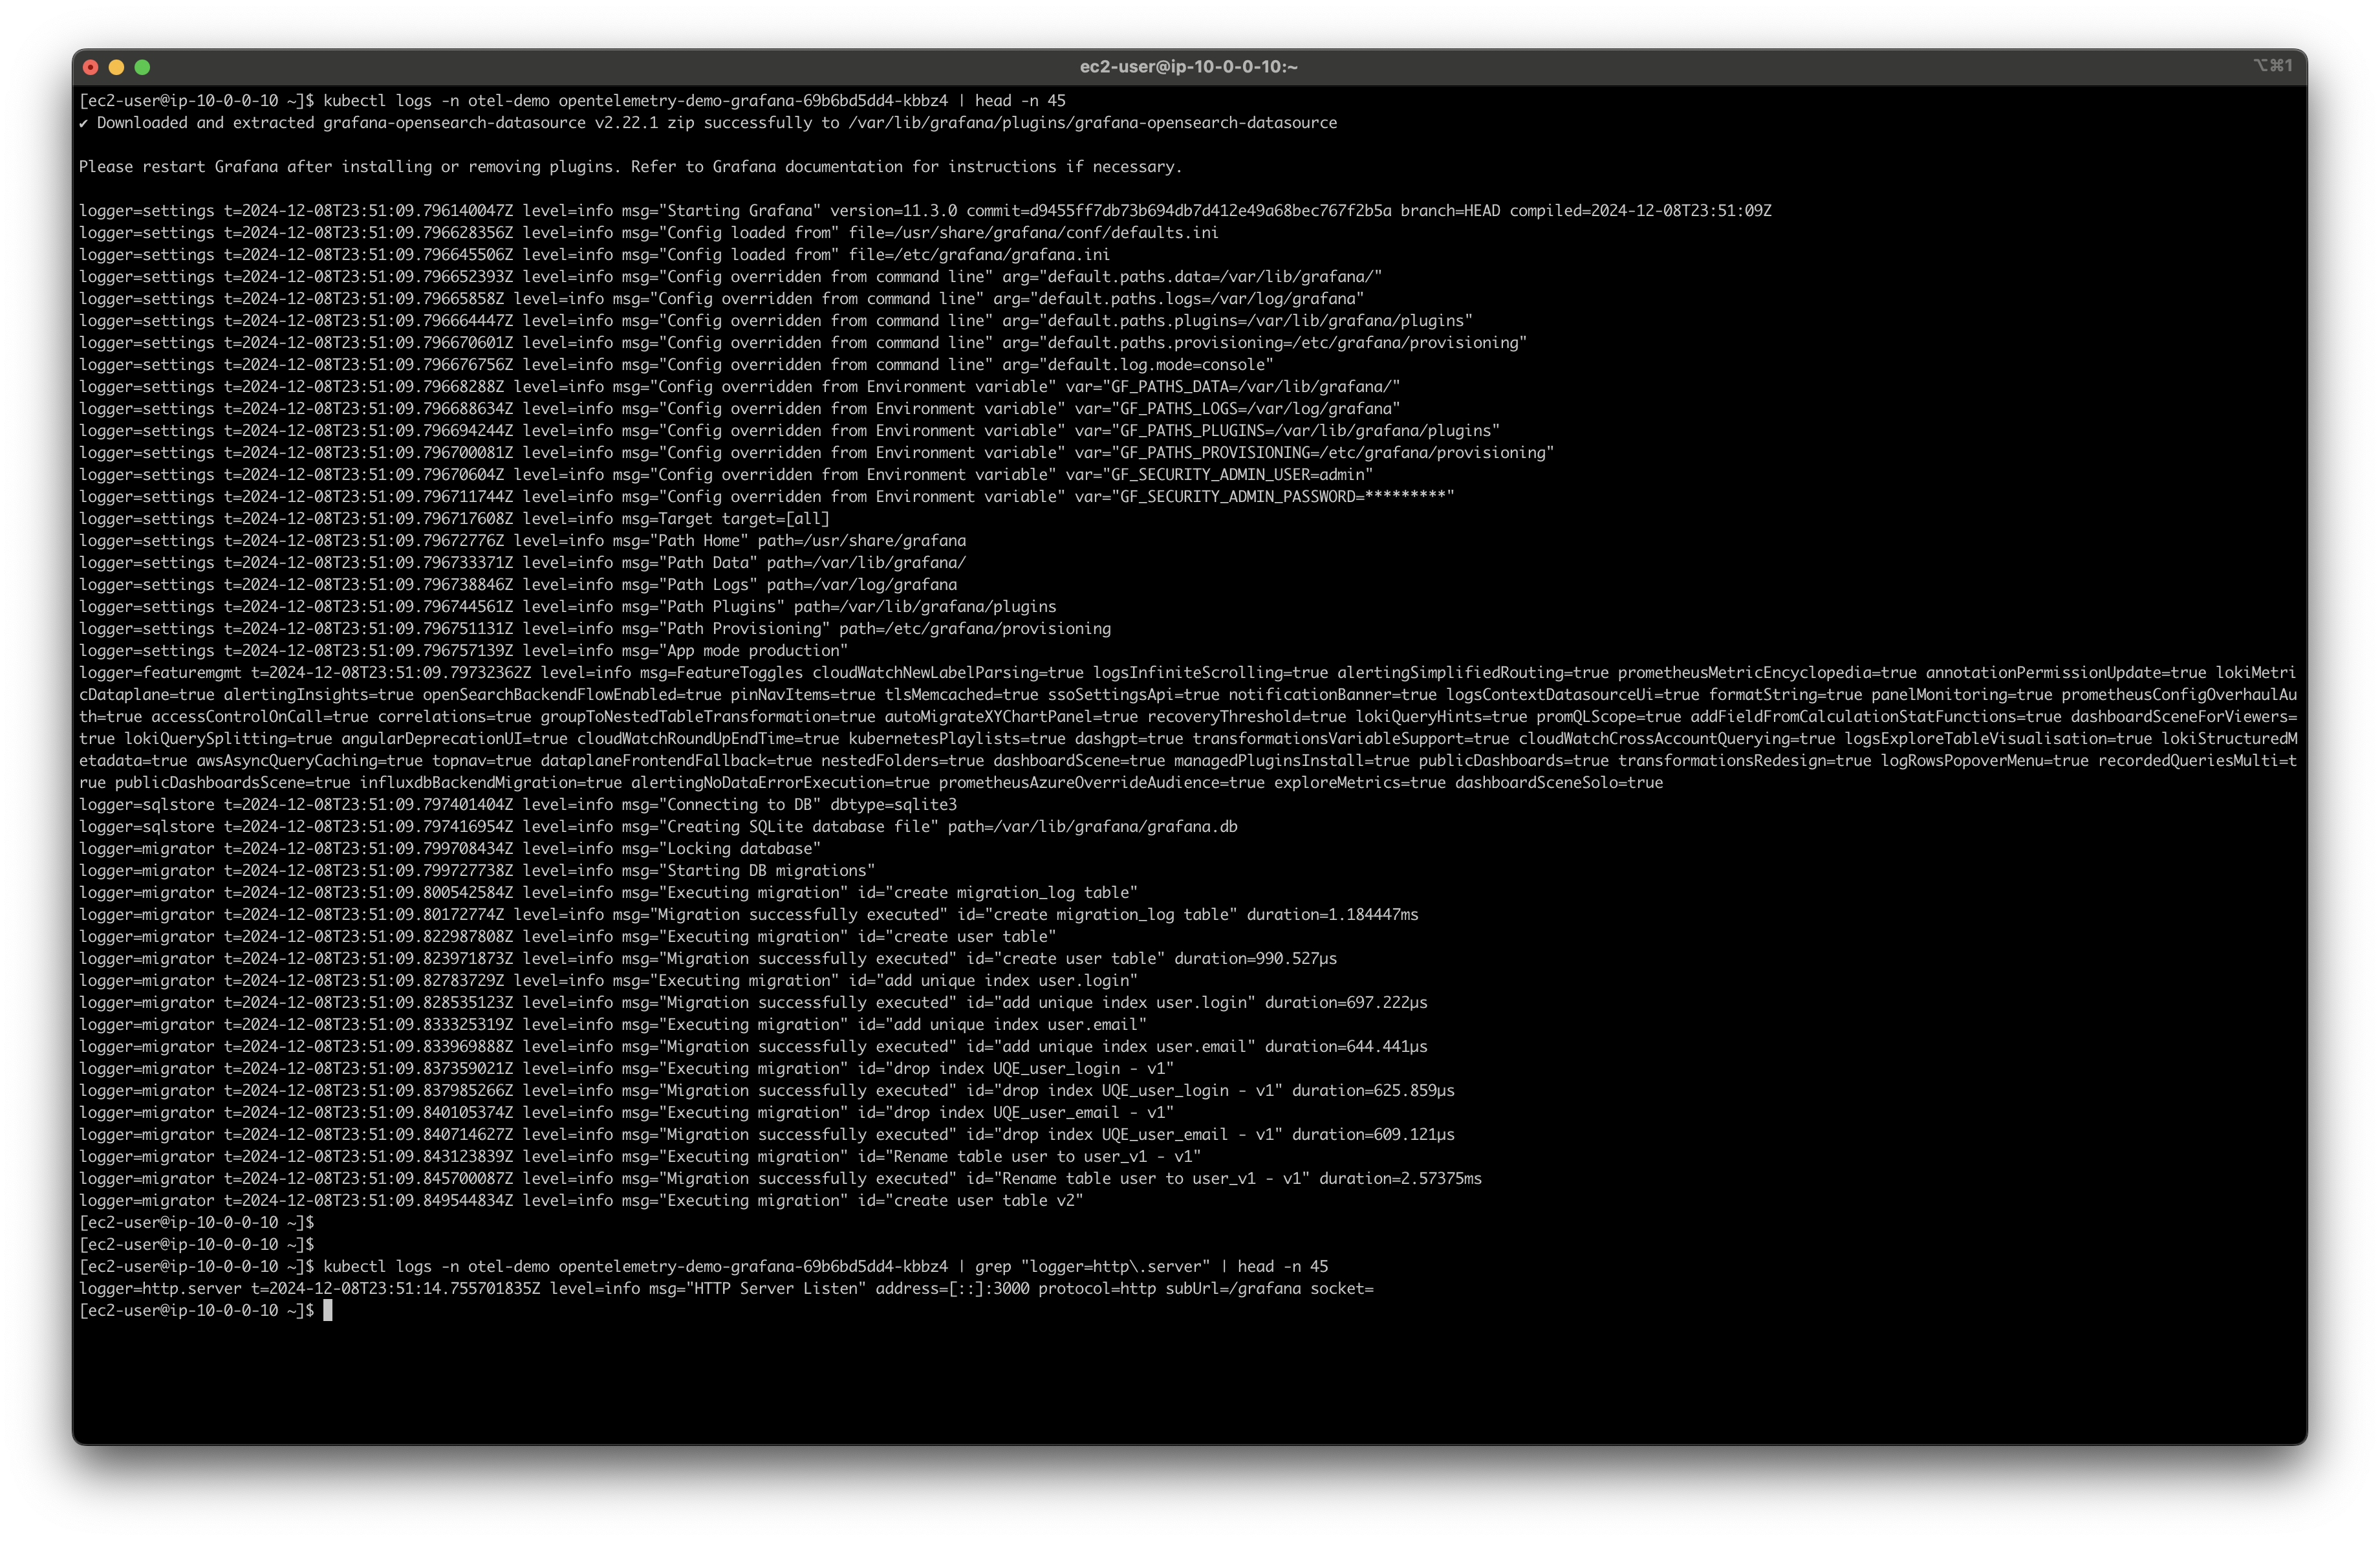 ec2-user@ip-10-0-0-10:~
⌥⌘1
[ec2-user@ip-10-0-0-10 ~]$ kubectl logs -n otel-demo opentelemetry-demo-grafana-69b6bd5dd4-kbbz4 | head -n 45
✔ Downloaded and extracted grafana-opensearch-datasource v2.22.1 zip successfully to /var/lib/grafana/plugins/grafana-opensearch-datasource
Please restart Grafana after installing or removing plugins. Refer to Grafana documentation for instructions if necessary.
logger=settings t=2024-12-08T23:51:09.796140047Z level=info msg="Starting Grafana" version=11.3.0 commit=d9455ff7db73b694db7d412e49a68bec767f2b5a branch=HEAD compiled=2024-12-08T23:51:09Z
logger=settings t=2024-12-08T23:51:09.796628356Z level=info msg="Config loaded from" file=/usr/share/grafana/conf/defaults.ini
logger=settings t=2024-12-08T23:51:09.796645506Z level=info msg="Config loaded from" file=/etc/grafana/grafana.ini
logger=settings t=2024-12-08T23:51:09.796652393Z level=info msg="Config overridden from command line" arg="default.paths.data=/var/lib/grafana/"
logger=settings t=2024-12-08T23:51:09.79665858Z level=info msg="Config overridden from command line" arg="default.paths.logs=/var/log/grafana"
logger=settings t=2024-12-08T23:51:09.796664447Z level=info msg="Config overridden from command line" arg="default.paths.plugins=/var/lib/grafana/plugins"
logger=settings t=2024-12-08T23:51:09.796670601Z level=info msg="Config overridden from command line" arg="default.paths.provisioning=/etc/grafana/provisioning"
logger=settings t=2024-12-08T23:51:09.796676756Z level=info msg="Config overridden from command line" arg="default.log.mode=console"
logger=settings t=2024-12-08T23:51:09.79668288Z level=info msg="Config overridden from Environment variable" var="GF_PATHS_DATA=/var/lib/grafana/"
logger=settings t=2024-12-08T23:51:09.796688634Z level=info msg="Config overridden from Environment variable" var="GF_PATHS_LOGS=/var/log/grafana"
logger=settings t=2024-12-08T23:51:09.796694244Z level=info msg="Config overridden from Environment variable" var="GF_PATHS_PLUGINS=/var/lib/grafana/plugins"
logger=settings t=2024-12-08T23:51:09.796700081Z level=info msg="Config overridden from Environment variable" var="GF_PATHS_PROVISIONING=/etc/grafana/provisioning"
logger=settings t=2024-12-08T23:51:09.79670604Z level=info msg="Config overridden from Environment variable" var="GF_SECURITY_ADMIN_USER=admin"
logger=settings t=2024-12-08T23:51:09.796711744Z level=info msg="Config overridden from Environment variable" var="GF_SECURITY_ADMIN_PASSWORD=*********"
logger=settings t=2024-12-08T23:51:09.796717608Z level=info msg=Target target=[all]
logger=settings t=2024-12-08T23:51:09.79672776Z level=info msg="Path Home" path=/usr/share/grafana
logger=settings t=2024-12-08T23:51:09.796733371Z level=info msg="Path Data" path=/var/lib/grafana/
logger=settings t=2024-12-08T23:51:09.796738846Z level=info msg="Path Logs" path=/var/log/grafana
logger=settings t=2024-12-08T23:51:09.796744561Z level=info msg="Path Plugins" path=/var/lib/grafana/plugins
logger=settings t=2024-12-08T23:51:09.796751131Z level=info msg="Path Provisioning" path=/etc/grafana/provisioning
logger=settings t=2024-12-08T23:51:09.796757139Z level=info msg="App mode production"
logger=featuremgmt t=2024-12-08T23:51:09.79732362Z level=info msg=FeatureToggles cloudWatchNewLabelParsing=true logsInfiniteScrolling=true alertingSimplifiedRouting=true prometheusMetricEncyclopedia=true annotationPermissionUpdate=true lokiMetri
cDataplane=true alertingInsights=true openSearchBackendFlowEnabled=true pinNavItems=true tlsMemcached=true ssoSettingsApi=true notificationBanner=true logsContextDatasourceUi=true formatString=true panelMonitoring=true prometheusConfigOverhaulAu
th=true accessControlOnCall=true correlations=true groupToNestedTableTransformation=true autoMigrateXYChartPanel=true recoveryThreshold=true lokiQueryHints=true promQLScope=true addFieldFromCalculationStatFunctions=true dashboardSceneForViewers=
true lokiQuerySplitting=true angularDeprecationUI=true cloudWatchRoundUpEndTime=true kubernetesPlaylists=true dashgpt=true transformationsVariableSupport=true cloudWatchCrossAccountQuerying=true logsExploreTableVisualisation=true lokiStructuredM
etadata=true awsAsyncQueryCaching=true topnav=true dataplaneFrontendFallback=true nestedFolders=true dashboardScene=true managedPluginsInstall=true publicDashboards=true transformationsRedesign=true logRowsPopoverMenu=true recordedQueriesMulti=t
rue publicDashboardsScene=true influxdbBackendMigration=true alertingNoDataErrorExecution=true prometheusAzureOverrideAudience=true exploreMetrics=true dashboardSceneSolo=true
logger=sqlstore t=2024-12-08T23:51:09.797401404Z level=info msg="Connecting to DB" dbtype=sqlite3
logger=sqlstore t=2024-12-08T23:51:09.797416954Z level=info msg="Creating SQLite database file" path=/var/lib/grafana/grafana.db
logger=migrator t=2024-12-08T23:51:09.799708434Z level=info msg="Locking database"
logger=migrator t=2024-12-08T23:51:09.799727738Z level=info msg="Starting DB migrations"
logger=migrator t=2024-12-08T23:51:09.800542584Z level=info msg="Executing migration" id="create migration_log table"
logger=migrator t=2024-12-08T23:51:09.80172774Z level=info msg="Migration successfully executed" id="create migration_log table" duration=1.184447ms
logger=migrator t=2024-12-08T23:51:09.822987808Z level=info msg="Executing migration" id="create user table"
logger=migrator t=2024-12-08T23:51:09.823971873Z level=info msg="Migration successfully executed" id="create user table" duration=990.527µs
logger=migrator t=2024-12-08T23:51:09.82783729Z level=info msg="Executing migration" id="add unique index user.login"
logger=migrator t=2024-12-08T23:51:09.828535123Z level=info msg="Migration successfully executed" id="add unique index user.login" duration=697.222µs
logger=migrator t=2024-12-08T23:51:09.833325319Z level=info msg="Executing migration" id="add unique index user.email"
logger=migrator t=2024-12-08T23:51:09.833969888Z level=info msg="Migration successfully executed" id="add unique index user.email" duration=644.441µs
logger=migrator t=2024-12-08T23:51:09.837359021Z level=info msg="Executing migration" id="drop index UQE_user_login - v1"
logger=migrator t=2024-12-08T23:51:09.837985266Z level=info msg="Migration successfully executed" id="drop index UQE_user_login - v1" duration=625.859µs
logger=migrator t=2024-12-08T23:51:09.840105374Z level=info msg="Executing migration" id="drop index UQE_user_email - v1"
logger=migrator t=2024-12-08T23:51:09.840714627Z level=info msg="Migration successfully executed" id="drop index UQE_user_email - v1" duration=609.121µs
logger=migrator t=2024-12-08T23:51:09.843123839Z level=info msg="Executing migration" id="Rename table user to user_v1 - v1"
logger=migrator t=2024-12-08T23:51:09.845700087Z level=info msg="Migration successfully executed" id="Rename table user to user_v1 - v1" duration=2.57375ms
logger=migrator t=2024-12-08T23:51:09.849544834Z level=info msg="Executing migration" id="create user table v2"
[ec2-user@ip-10-0-0-10 ~]$
[ec2-user@ip-10-0-0-10 ~]$
[ec2-user@ip-10-0-0-10 ~]$ kubectl logs -n otel-demo opentelemetry-demo-grafana-69b6bd5dd4-kbbz4 | grep "logger=http\.server" | head -n 45
logger=http.server t=2024-12-08T23:51:14.755701835Z level=info msg="HTTP Server Listen" address=[::]:3000 protocol=http subUrl=/grafana socket=
[ec2-user@ip-10-0-0-10 ~]$